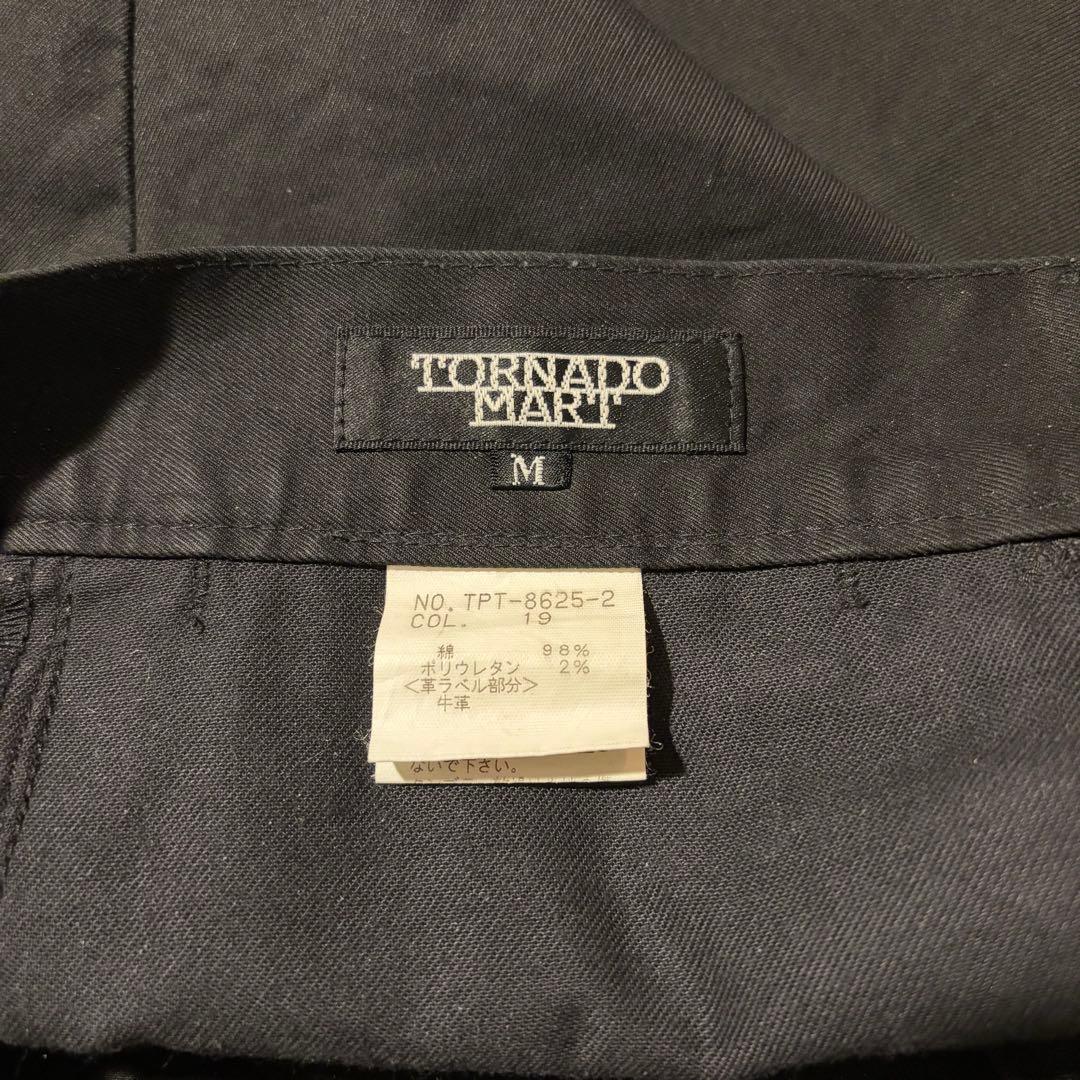 TORNADO
MART
M
NO. TPT-8625-2
COL. 19
綿 98%
ポリウレタン 2%
<革ラベル部分>
牛革
ないで下さい。